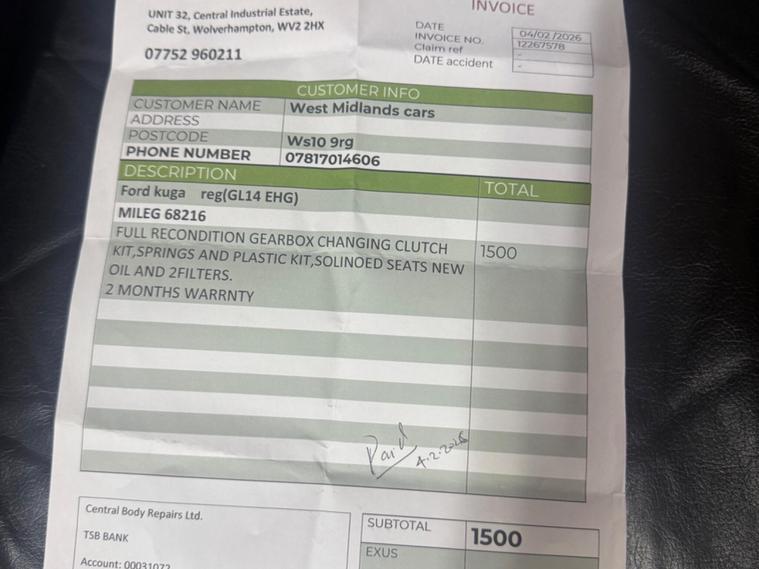 INVOICE
UNIT 32, Central Industrial Estate,
Cable St, Wolverhampton, WV2 2HX
07752 960211
DATE 04/02/2026
INVOICE NO. 12267578
Claim ref -
DATE accident -
CUSTOMER INFO
CUSTOMER NAME West Midlands cars
ADDRESS
POSTCODE Ws10 9rg
PHONE NUMBER 07817014606
DESCRIPTION TOTAL
Ford kuga reg(GL14 EHG)
MILEG 68216
FULL RECONDITION GEARBOX CHANGING CLUTCH 1500
KIT,SPRINGS AND PLASTIC KIT,SOLINOED SEATS NEW
OIL AND 2FILTERS.
2 MONTHS WARRNTY
Paid
4.2.2026
Central Body Repairs Ltd.
TSB BANK
Account: 00031072
SUBTOTAL 1500
EXUS